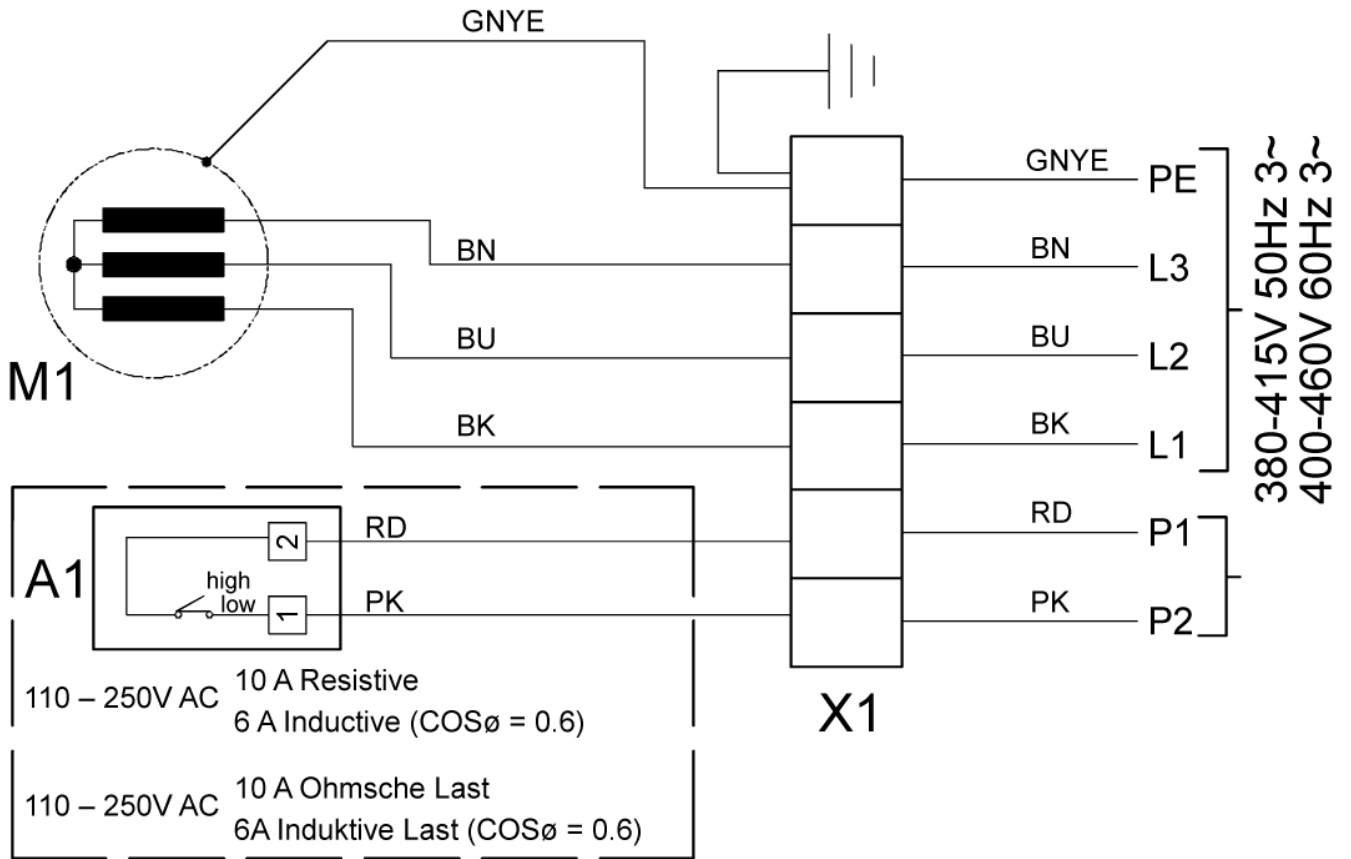 GNYE
GNYE
PE
BN
BN
L3
BU
BU
L2
M1
BK
BK
L1
380-415V 50Hz 3~
400-460V 60Hz 3~
A1
2
RD
RD
P1
high
low
1
PK
PK
P2
X1
110 – 250V AC
10 A Resistive
6 A Inductive (COSø = 0.6)
110 – 250V AC
10 A Ohmsche Last
6A Induktive Last (COSø = 0.6)